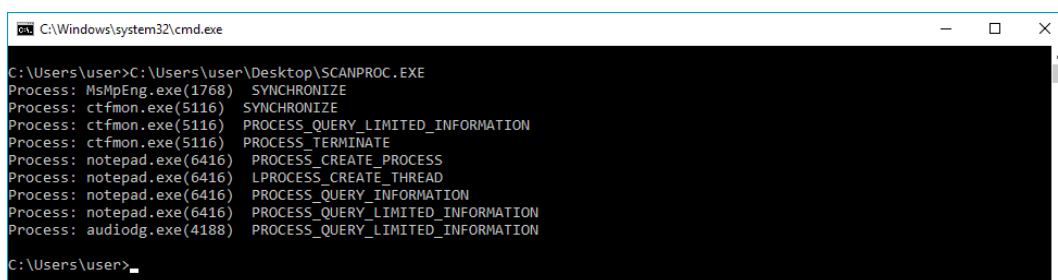 C:\Windows\system32\cmd.exe
C:\Users\user>C:\Users\user\Desktop\SCANPROC.EXE
Process: MsMpEng.exe(1768)  SYNCHRONIZE
Process: ctfmon.exe(5116)  SYNCHRONIZE
Process: ctfmon.exe(5116)  PROCESS_QUERY_LIMITED_INFORMATION
Process: ctfmon.exe(5116)  PROCESS_TERMINATE
Process: notepad.exe(6416)  PROCESS_CREATE_PROCESS
Process: notepad.exe(6416)  LPROCESS_CREATE_THREAD
Process: notepad.exe(6416)  PROCESS_QUERY_INFORMATION
Process: notepad.exe(6416)  PROCESS_QUERY_LIMITED_INFORMATION
Process: audiodg.exe(4188)  PROCESS_QUERY_LIMITED_INFORMATION
C:\Users\user>